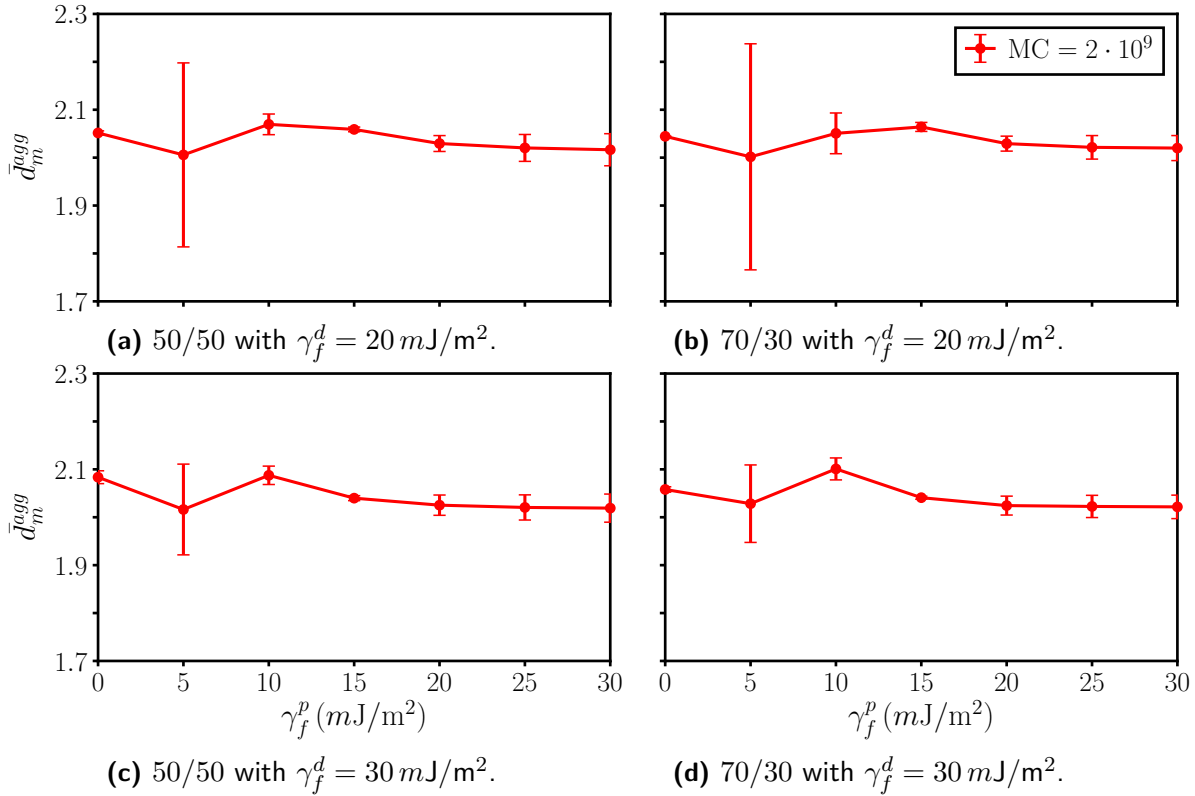 2.3
2.1
1.9
1.7
d̄_m^{agg}
MC = 2 · 10^9
(a) 50/50 with γ_f^d = 20 mJ/m².
(b) 70/30 with γ_f^d = 20 mJ/m².
2.3
2.1
1.9
1.7
d̄_m^{agg}
0 5 10 15 20 25 30
0 5 10 15 20 25 30
γ_f^p (mJ/m²)
γ_f^p (mJ/m²)
(c) 50/50 with γ_f^d = 30 mJ/m².
(d) 70/30 with γ_f^d = 30 mJ/m².